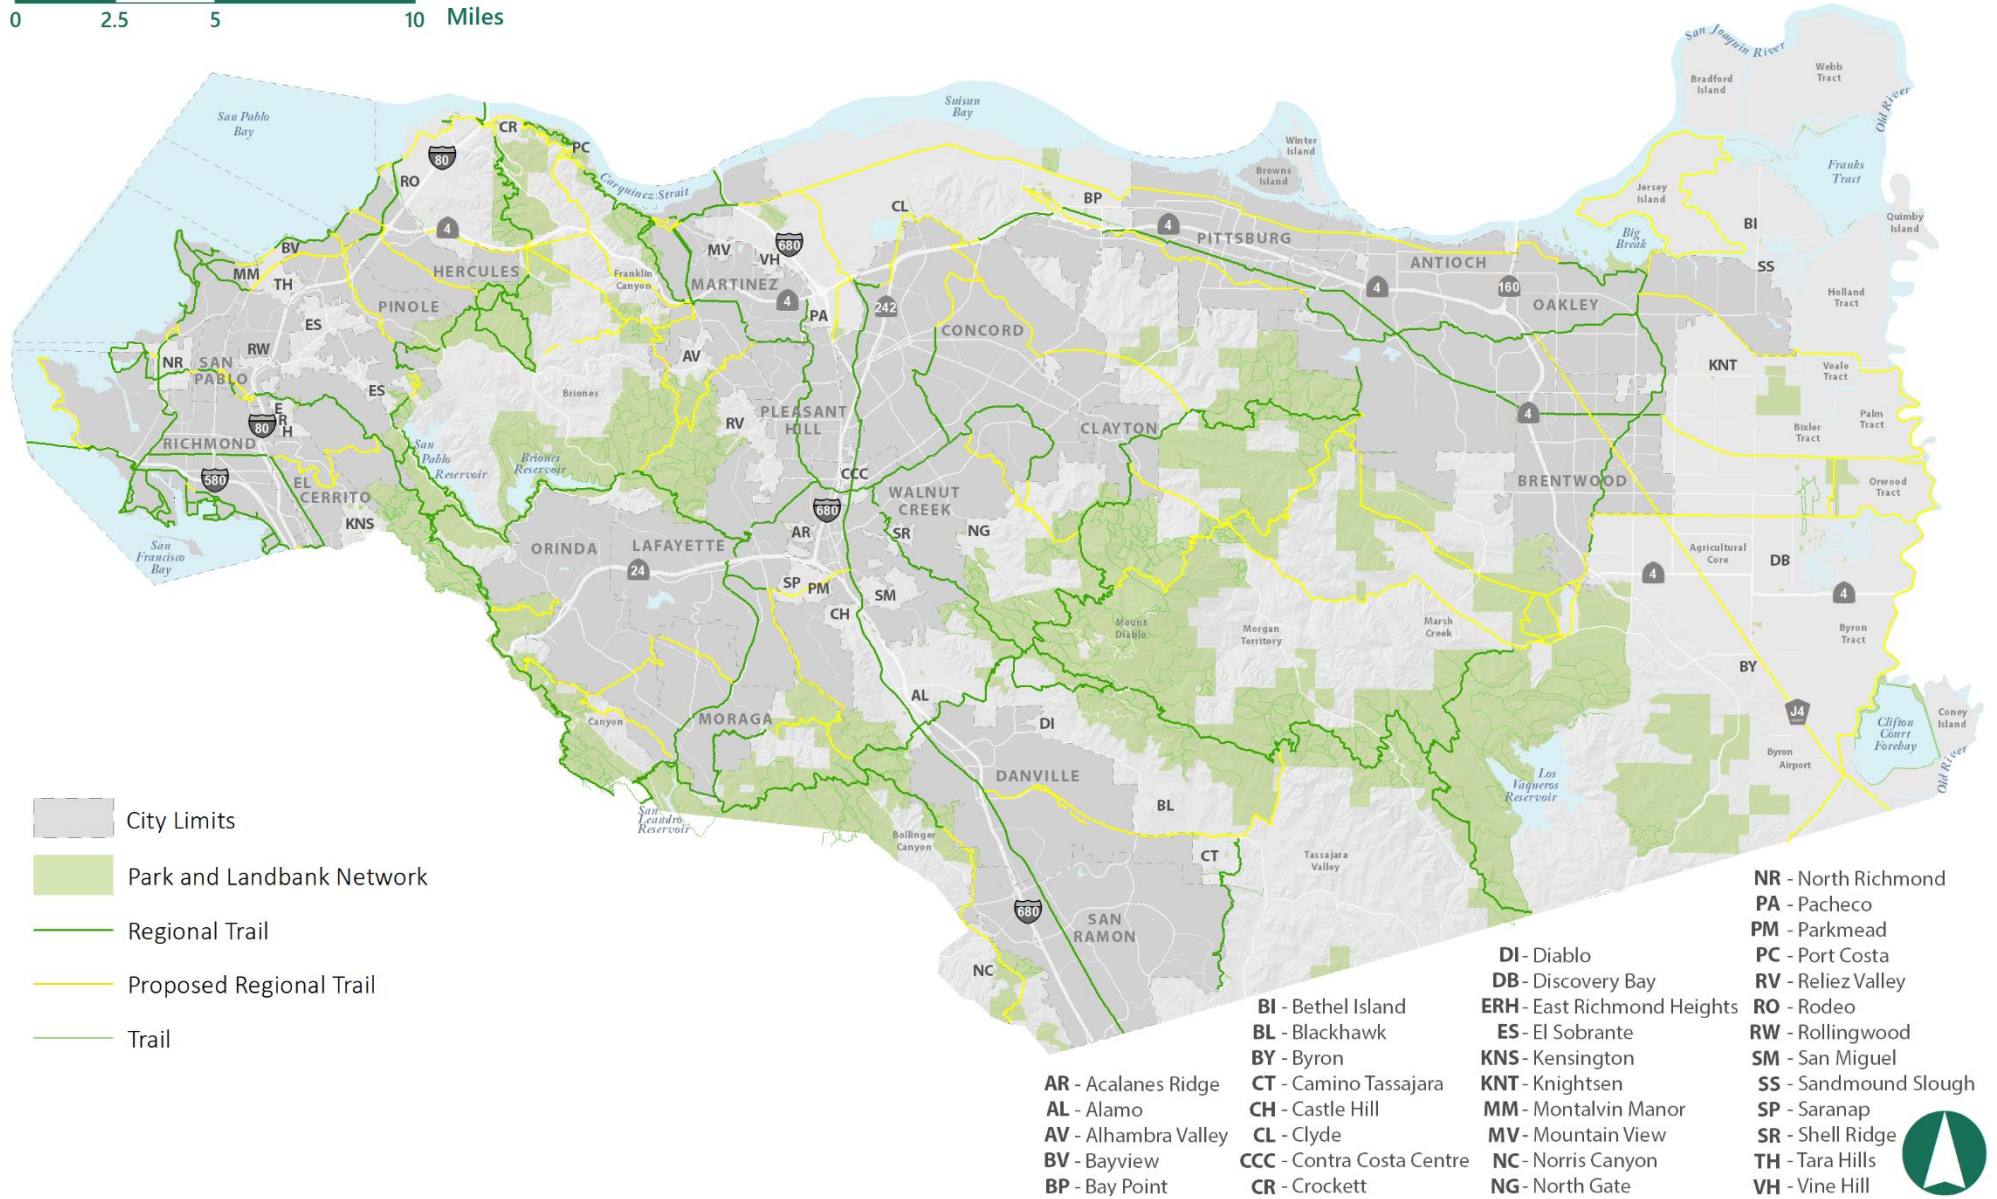 0 2.5 5 10 Miles
San Joaquin River
Bradford
Island
Webb
Tract
Old River
San Pablo
Bay
Suisun
Bay
CR
PC
80
RO
Carquinez Strait
Winter
Island
Browns
Island
Franks
Tract
Jersey
Island
Quimby
Island
CL
BP
BI
4
4
PITTSBURG
Big
Break
BV
MM
TH
HERCULES
Franklin
Canyon
MV
VH
680
MARTINEZ
4
ANTIOCH
SS
PINOLE
ES
PA
242
CONCORD
4
160
OAKLEY
Holland
Tract
NR
SAN
PABLO
RW
ES
AV
KNT
Veale
Tract
Briones
E
R
H
80
RICHMOND
RV
PLEASANT
HILL
CLAYTON
4
Bixler
Tract
Palm
Tract
San
Pablo
Reservoir
Briones
Reservoir
580
EL
CERRITO
KNS
CCC
WALNUT
CREEK
680
BRENTWOOD
Orwood
Tract
San
Francisco
Bay
ORINDA
LAFAYETTE
24
AR
SR
NG
Agricultural
Core
DB
4
4
SP
PM
SM
CH
Mount
Diablo
Morgan
Territory
Marsh
Creek
Byron
Tract
BY
AL
Canyon
MORAGA
DI
J4
Clifton
Court
Forebay
Coney
Island
Old River
Byron
Airport
DANVILLE
BL
Los
Vaqueros
Reservoir
San
Leandro
Reservoir
Bollinger
Canyon
CT
Tassajara
Valley
680
SAN
RAMON
NC
City Limits
Park and Landbank Network
Regional Trail
Proposed Regional Trail
Trail
AR - Acalanes Ridge
AL - Alamo
AV - Alhambra Valley
BV - Bayview
BP - Bay Point
BI - Bethel Island
BL - Blackhawk
BY - Byron
CT - Camino Tassajara
CH - Castle Hill
CL - Clyde
CCC - Contra Costa Centre
CR - Crockett
DI - Diablo
DB - Discovery Bay
ERH - East Richmond Heights
ES - El Sobrante
KNS - Kensington
KNT - Knightsen
MM - Montalvin Manor
MV - Mountain View
NC - Norris Canyon
NG - North Gate
NR - North Richmond
PA - Pacheco
PM - Parkmead
PC - Port Costa
RV - Reliez Valley
RO - Rodeo
RW - Rollingwood
SM - San Miguel
SS - Sandmound Slough
SP - Saranap
SR - Shell Ridge
TH - Tara Hills
VH - Vine Hill